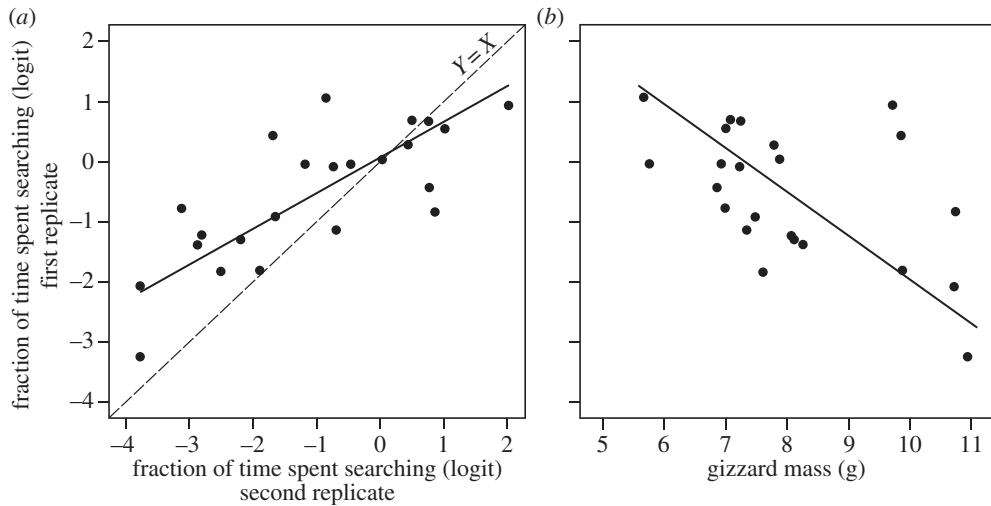 (a)
(b)
fraction of time spent searching (logit)
first replicate
2
1
0
–1
–2
–3
–4
Y = X
–4 –3 –2 –1 0 1 2
fraction of time spent searching (logit)
second replicate
5 6 7 8 9 10 11
gizzard mass (g)